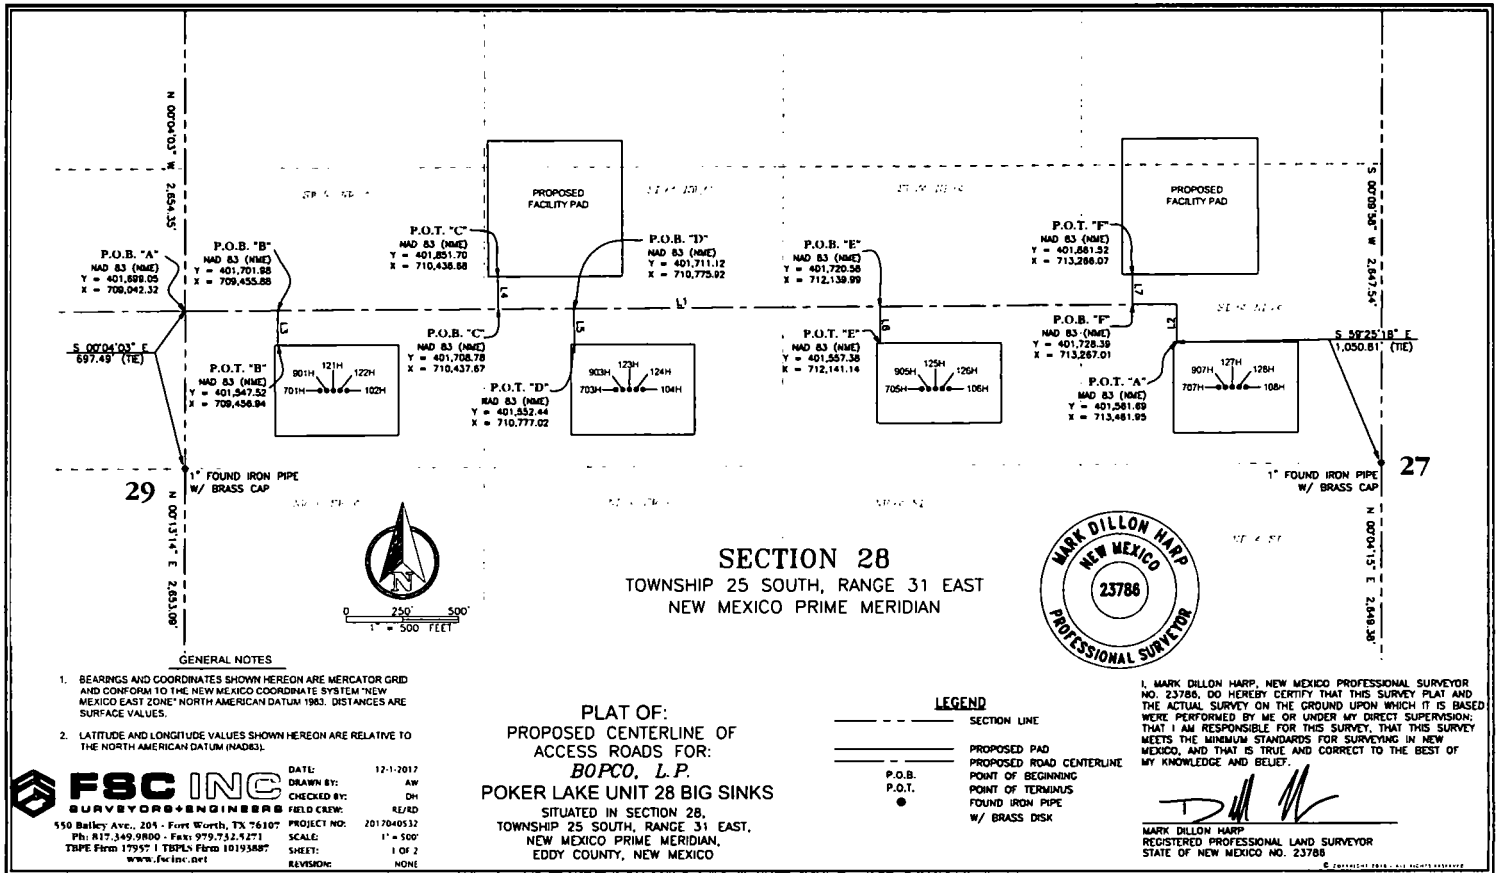 N 00°04'03" W 2,654.35'
S 00°09'58" W 2,647.54'
PROPOSED
FACILITY PAD
PROPOSED
FACILITY PAD
P.O.B. "A"
NAD 83 (NME)
Y = 401,699.05
X = 709,042.32
P.O.B. "B"
NAD 83 (NME)
Y = 401,701.98
X = 709,455.88
P.O.T. "C"
NAD 83 (NME)
Y = 401,851.70
X = 710,436.68
P.O.B. "D"
NAD 83 (NME)
Y = 401,711.12
X = 710,775.92
P.O.B. "E"
NAD 83 (NME)
Y = 401,720.56
X = 712,139.99
P.O.T. "F"
NAD 83 (NME)
Y = 401,881.52
X = 713,266.07
L4
L1
L7
L3
L5
L6
L2
S 00°04'03" E
697.49' (TIE)
P.O.T. "B"
NAD 83 (NME)
Y = 401,547.52
X = 709,456.94
P.O.B. "C"
NAD 83 (NME)
Y = 401,708.78
X = 710,437.67
P.O.T. "D"
NAD 83 (NME)
Y = 401,552.44
X = 710,777.02
P.O.T. "E"
NAD 83 (NME)
Y = 401,557.38
X = 712,141.14
P.O.B. "F"
NAD 83 (NME)
Y = 401,728.39
X = 713,267.01
P.O.T. "A"
NAD 83 (NME)
Y = 401,561.69
X = 713,461.95
S 59°25'18" E
1,050.81' (TIE)
901H 121H 122H
701H 102H
903H 123H 124H
703H 104H
905H 125H 126H
705H 106H
907H 127H 128H
707H 108H
29
1" FOUND IRON PIPE
W/ BRASS CAP
27
1" FOUND IRON PIPE
W/ BRASS CAP
N 00°13'14" E 2,653.09'
N 00°04'15" E 2,649.38'
N
0 250' 500'
1" = 500 FEET
SECTION 28
TOWNSHIP 25 SOUTH, RANGE 31 EAST
NEW MEXICO PRIME MERIDIAN
MARK DILLON HARP
NEW MEXICO
23786
PROFESSIONAL SURVEYOR
GENERAL NOTES
1. BEARINGS AND COORDINATES SHOWN HEREON ARE MERCATOR GRID
AND CONFORM TO THE NEW MEXICO COORDINATE SYSTEM "NEW
MEXICO EAST ZONE" NORTH AMERICAN DATUM 1983. DISTANCES ARE
SURFACE VALUES.
2. LATITUDE AND LONGITUDE VALUES SHOWN HEREON ARE RELATIVE TO
THE NORTH AMERICAN DATUM (NAD83).
FSC INC
SURVEYORS+ENGINEERS
550 Bailey Ave., 205 - Fort Worth, TX 76107
Ph: 817.349.9800 - Fax: 979.732.5271
TBPE Firm 17957 | TBPLS Firm 10193887
www.fscinc.net
DATE: 12-1-2017
DRAWN BY: AW
CHECKED BY: DH
FIELD CREW: RE/RD
PROJECT NO: 2017040532
SCALE: 1" = 500'
SHEET: 1 OF 2
REVISION: NONE
PLAT OF:
PROPOSED CENTERLINE OF
ACCESS ROADS FOR:
BOPCO, L.P.
POKER LAKE UNIT 28 BIG SINKS
SITUATED IN SECTION 28,
TOWNSHIP 25 SOUTH, RANGE 31 EAST,
NEW MEXICO PRIME MERIDIAN,
EDDY COUNTY, NEW MEXICO
LEGEND
SECTION LINE
PROPOSED PAD
PROPOSED ROAD CENTERLINE
P.O.B. POINT OF BEGINNING
P.O.T. POINT OF TERMINUS
FOUND IRON PIPE
W/ BRASS DISK
I, MARK DILLON HARP, NEW MEXICO PROFESSIONAL SURVEYOR
NO. 23786, DO HEREBY CERTIFY THAT THIS SURVEY PLAT AND
THE ACTUAL SURVEY ON THE GROUND UPON WHICH IT IS BASED
WERE PERFORMED BY ME OR UNDER MY DIRECT SUPERVISION;
THAT I AM RESPONSIBLE FOR THIS SURVEY, THAT THIS SURVEY
MEETS THE MINIMUM STANDARDS FOR SURVEYING IN NEW
MEXICO, AND THAT IS TRUE AND CORRECT TO THE BEST OF
MY KNOWLEDGE AND BELIEF.
MARK DILLON HARP
REGISTERED PROFESSIONAL LAND SURVEYOR
STATE OF NEW MEXICO NO. 23786